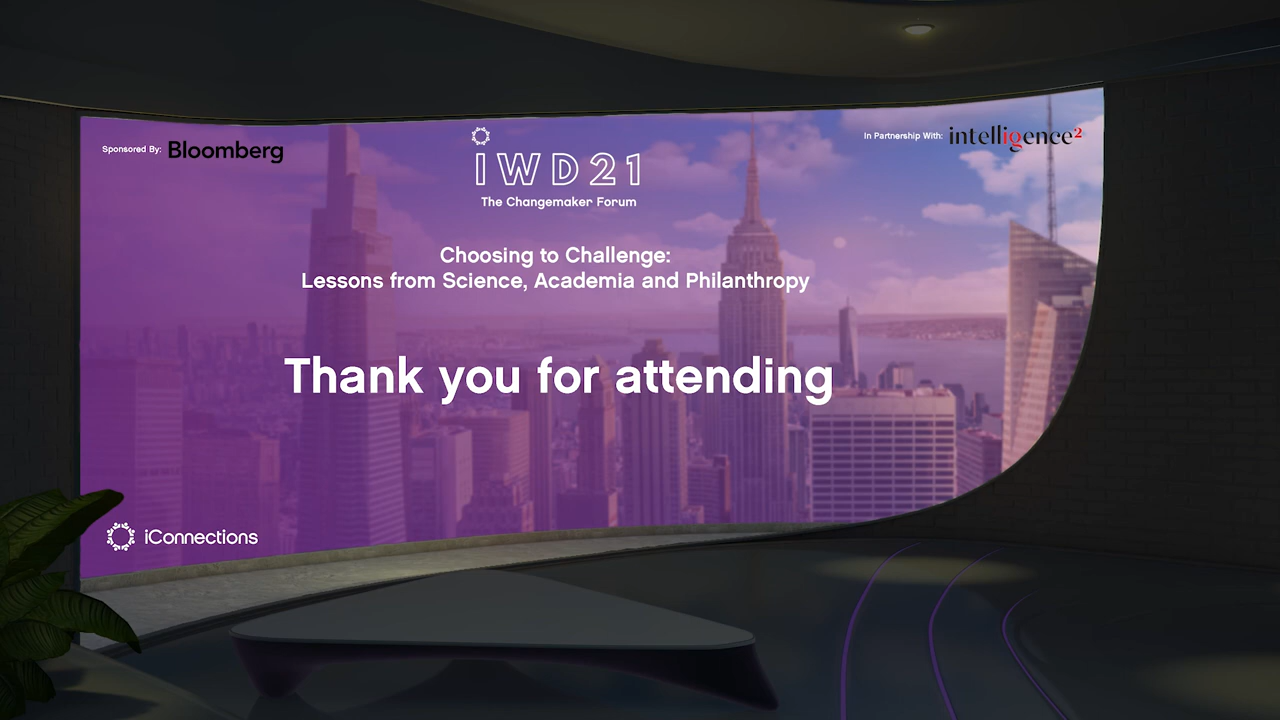 Sponsored By: Bloomberg
In Partnership With: intelligence²
IWD21
The Changemaker Forum
Choosing to Challenge:
Lessons from Science, Academia and Philanthropy
Thank you for attending
iConnections